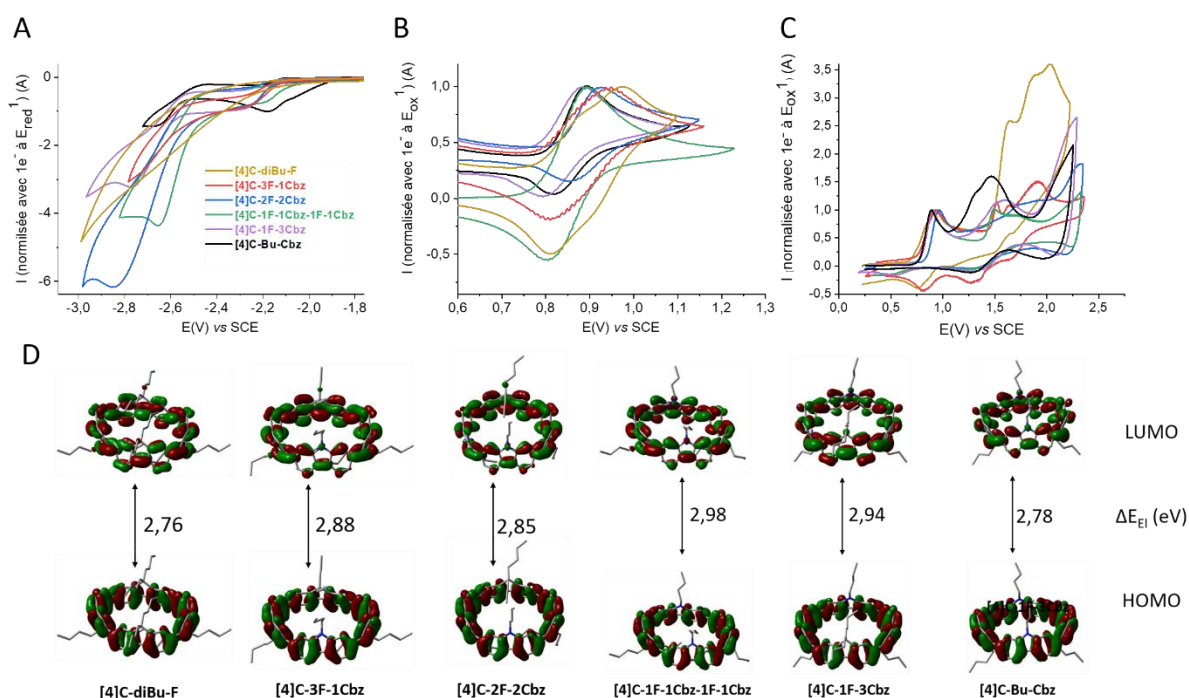 A
I (normalisée avec 1e⁻ à E_red¹) (A)
0
-2
-4
-6
-3,0
-2,8
-2,6
-2,4
-2,2
-2,0
-1,8
E(V) vs SCE
[4]C-diBu-F
[4]C-3F-1Cbz
[4]C-2F-2Cbz
[4]C-1F-1Cbz-1F-1Cbz
[4]C-1F-3Cbz
[4]C-Bu-Cbz
B
I (normalisée avec 1e⁻ à E_ox¹) (A)
1,0
0,5
0,0
-0,5
0,6
0,7
0,8
0,9
1,0
1,1
1,2
1,3
E(V) vs SCE
C
I (normalisée avec 1e⁻ à E_ox¹) (A)
3,5
3,0
2,5
2,0
1,5
1,0
0,5
0,0
-0,5
0,0
0,5
1,0
1,5
2,0
2,5
E(V) vs SCE
D
LUMO
2,76
2,88
2,85
2,98
2,94
2,78
ΔE_El (eV)
HOMO
[4]C-diBu-F
[4]C-3F-1Cbz
[4]C-2F-2Cbz
[4]C-1F-1Cbz-1F-1Cbz
[4]C-1F-3Cbz
[4]C-Bu-Cbz